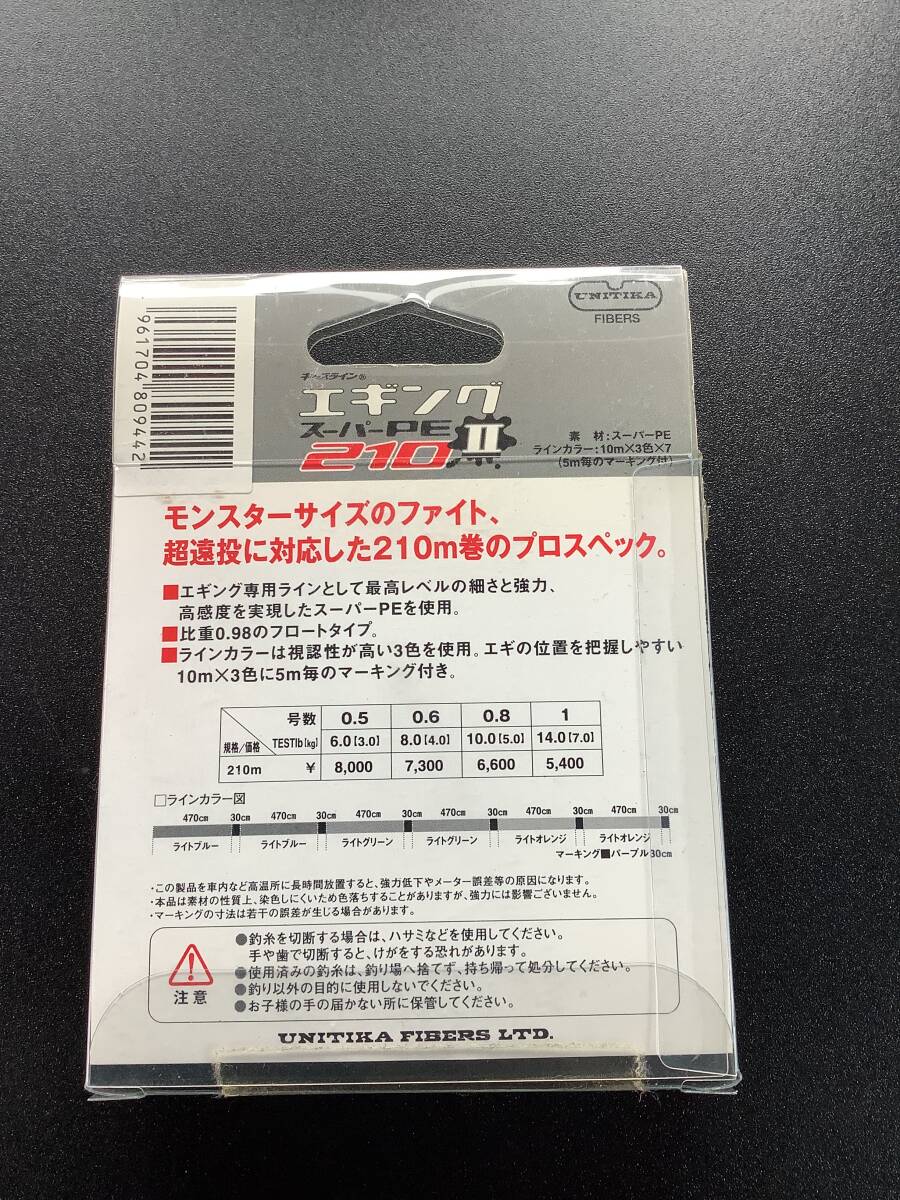 961704 809442
UNITIKA
FIBERS
キャスライン®
エギング
スーパーPE II
210
素 材:スーパーPE
ラインカラー:10m×3色×7
(5m毎のマーキング付)
モンスターサイズのファイト、
超遠投に対応した210m巻のプロスペック。
■エギング専用ラインとして最高レベルの細さと強力、
高感度を実現したスーパーPEを使用。
■比重0.98のフロートタイプ。
■ラインカラーは視認性が高い3色を使用。エギの位置を把握しやすい
10m×3色に5m毎のマーキング付き。
号数 0.5 0.6 0.8 1
規格/価格 TESTlb[kg] 6.0[3.0] 8.0[4.0] 10.0[5.0] 14.0[7.0]
210m ¥ 8,000 7,300 6,600 5,400
□ラインカラー図
470cm 30cm 470cm 30cm 470cm 30cm 470cm 30cm 470cm 30cm 470cm 30cm
ライトブルー ライトブルー ライトグリーン ライトグリーン ライトオレンジ ライトオレンジ
マーキング■パープル30cm
・この製品を車内など高温所に長時間放置すると、強力低下やメーター誤差等の原因になります。
・本品は素材の性質上、染色しにくいため色落ちすることがありますが、強力には影響ございません。
・マーキングの寸法は若干の誤差が生じる場合があります。
注意
●釣糸を切断する場合は、ハサミなどを使用してください。
手や歯で切断すると、けがをする恐れがあります。
●使用済みの釣糸は、釣り場へ捨てず、持ち帰って処分してください。
●釣り以外の目的に使用しないでください。
●お子様の手の届かない所に保管してください。
UNITIKA FIBERS LTD.